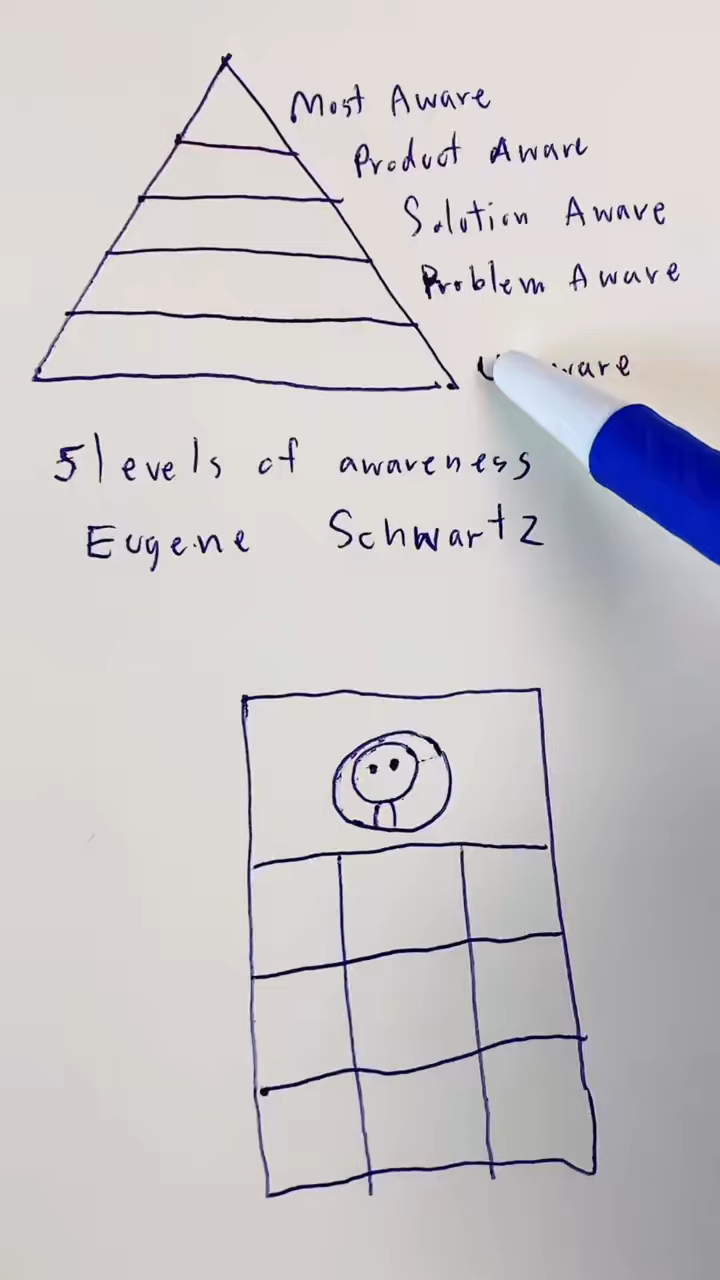 Most Aware
Product Aware
Solution Aware
Problem Aware
5 levels of awareness
Eugene Schwartz